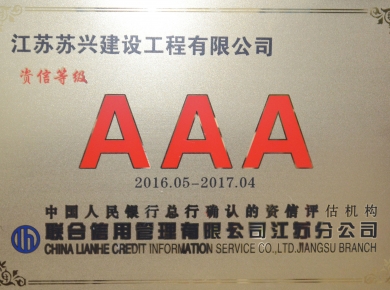 江苏苏兴建设工程有限公司
资信等级
AAA
2016.05-2017.04
中国人民银行总行确认的资信评估机构
联合信用管理有限公司江苏分公司
CHINA LIANHE CREDIT INFORMATION SERVICE CO.,LTD.JIANGSU BRANCH